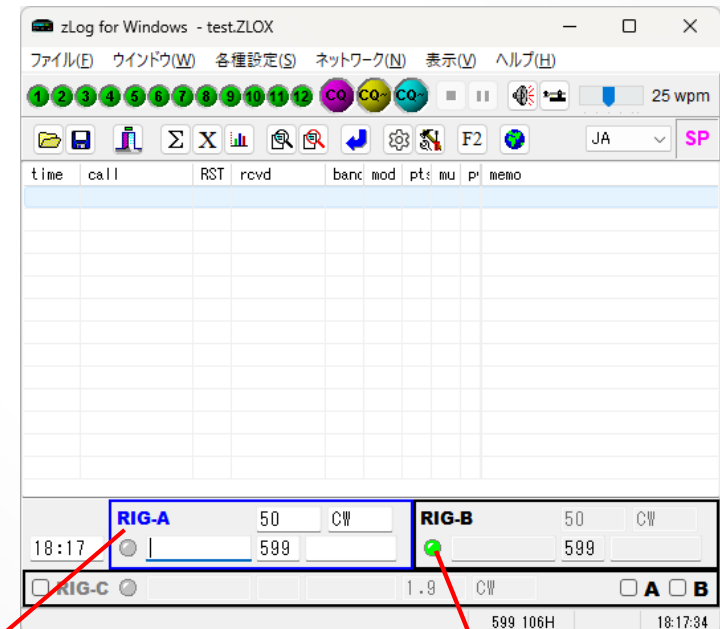 zLog for Windows - test.ZLOX
ファイル(F) ウインドウ(W) 各種設定(S) ネットワーク(N) 表示(V) ヘルプ(H)
1 2 3 4 5 6 7 8 9 10 11 12 CQ CQ~ CQ~ 25 wpm
Σ X F2 JA SP
time call RST rcvd banc mod pts mu p memo
RIG-A 50 CW RIG-B 50 CW
18:17 599 599
RIG-C 1.9 CW A B
599 106H 18:17:34